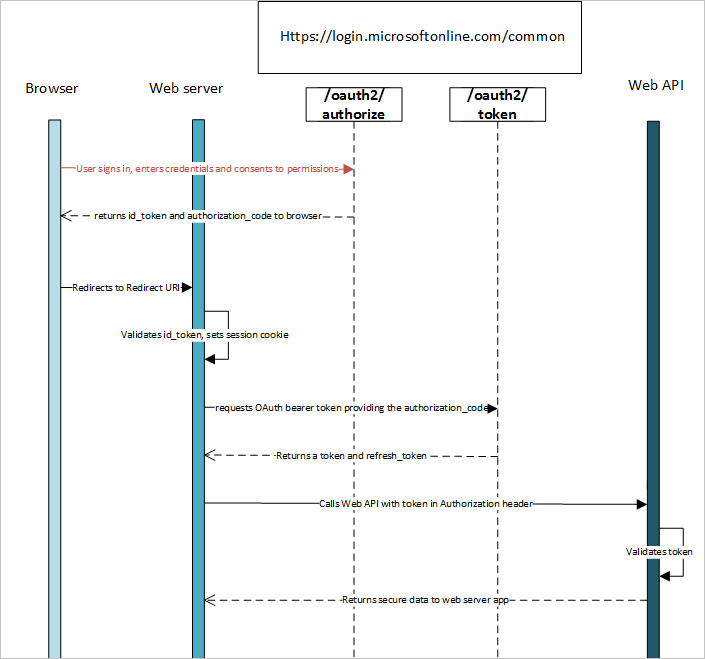 Https://login.microsoftonline.com/common
Browser
Web server
/oauth2/
authorize
/oauth2/
token
Web API
User signs in, enters credentials and consents to permissions
returns id_token and authorization_code to browser
Redirects to Redirect URI
Validates id_token, sets session cookie
requests OAuth bearer token providing the authorization_code
Returns a token and refresh_token
Calls Web API with token in Authorization header
Validates token
Returns secure data to web server app